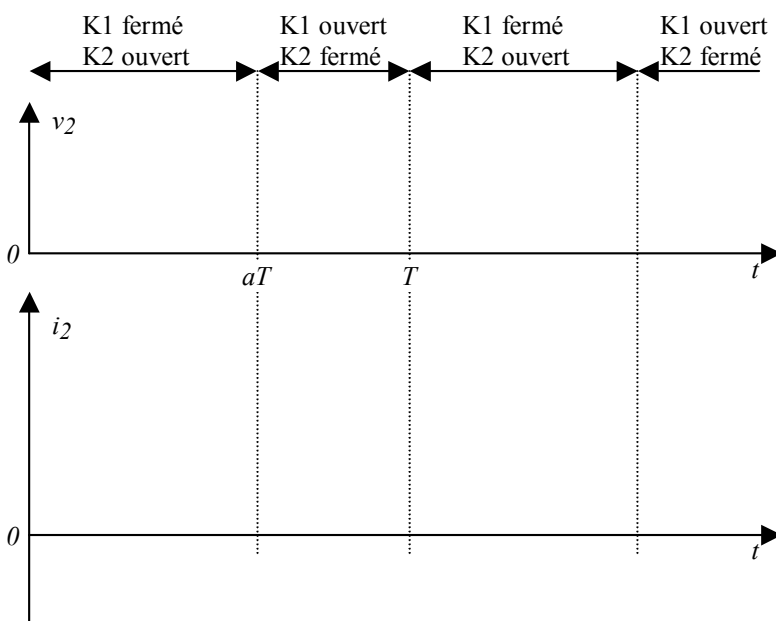 K1 fermé
K2 ouvert
K1 ouvert
K2 fermé
K1 fermé
K2 ouvert
K1 ouvert
K2 fermé
v2
0
aT
T
t
i2
0
t